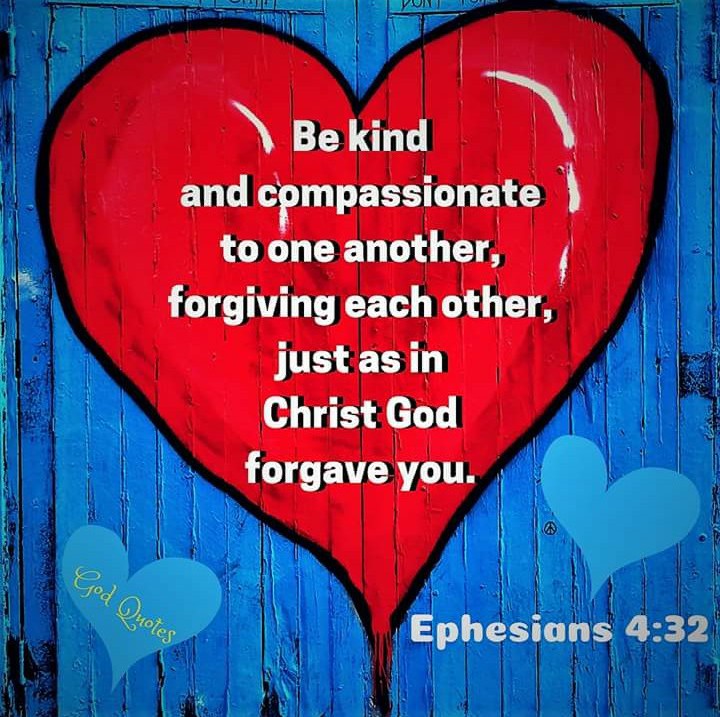 Be kind
and compassionate
to one another,
forgiving each other,
just as in
Christ God
forgave you.
God Quotes
Ephesians 4:32